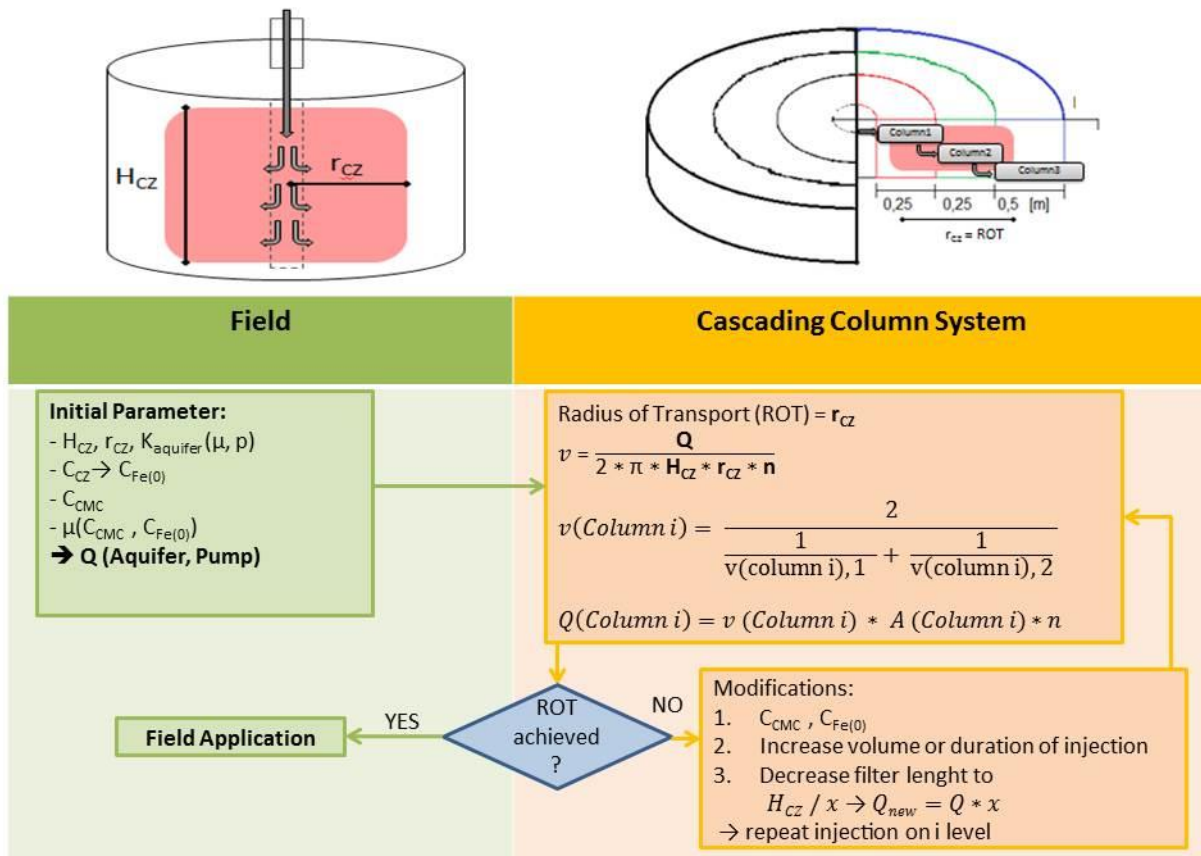 H_CZ
r_CZ
Column1
Column2
Column3
0,25 0,25 0,5 [m]
r_cz = ROT
Field
Cascading Column System
Initial Parameter:
- H_CZ, r_CZ, K_aquifer(μ, p)
- C_CZ → C_Fe(0)
- C_CMC
- μ(C_CMC , C_Fe(0))
➔ Q (Aquifer, Pump)
Radius of Transport (ROT) = r_CZ
v = Q / (2 * π * H_CZ * r_CZ * n)
v(Column i) = 2 / (1 / v(column i),1 + 1 / v(column i),2)
Q(Column i) = v (Column i) * A (Column i) * n
ROT
achieved
?
YES
NO
Field Application
Modifications:
1. C_CMC , C_Fe(0)
2. Increase volume or duration of injection
3. Decrease filter lenght to
H_CZ / x → Q_new = Q * x
→ repeat injection on i level